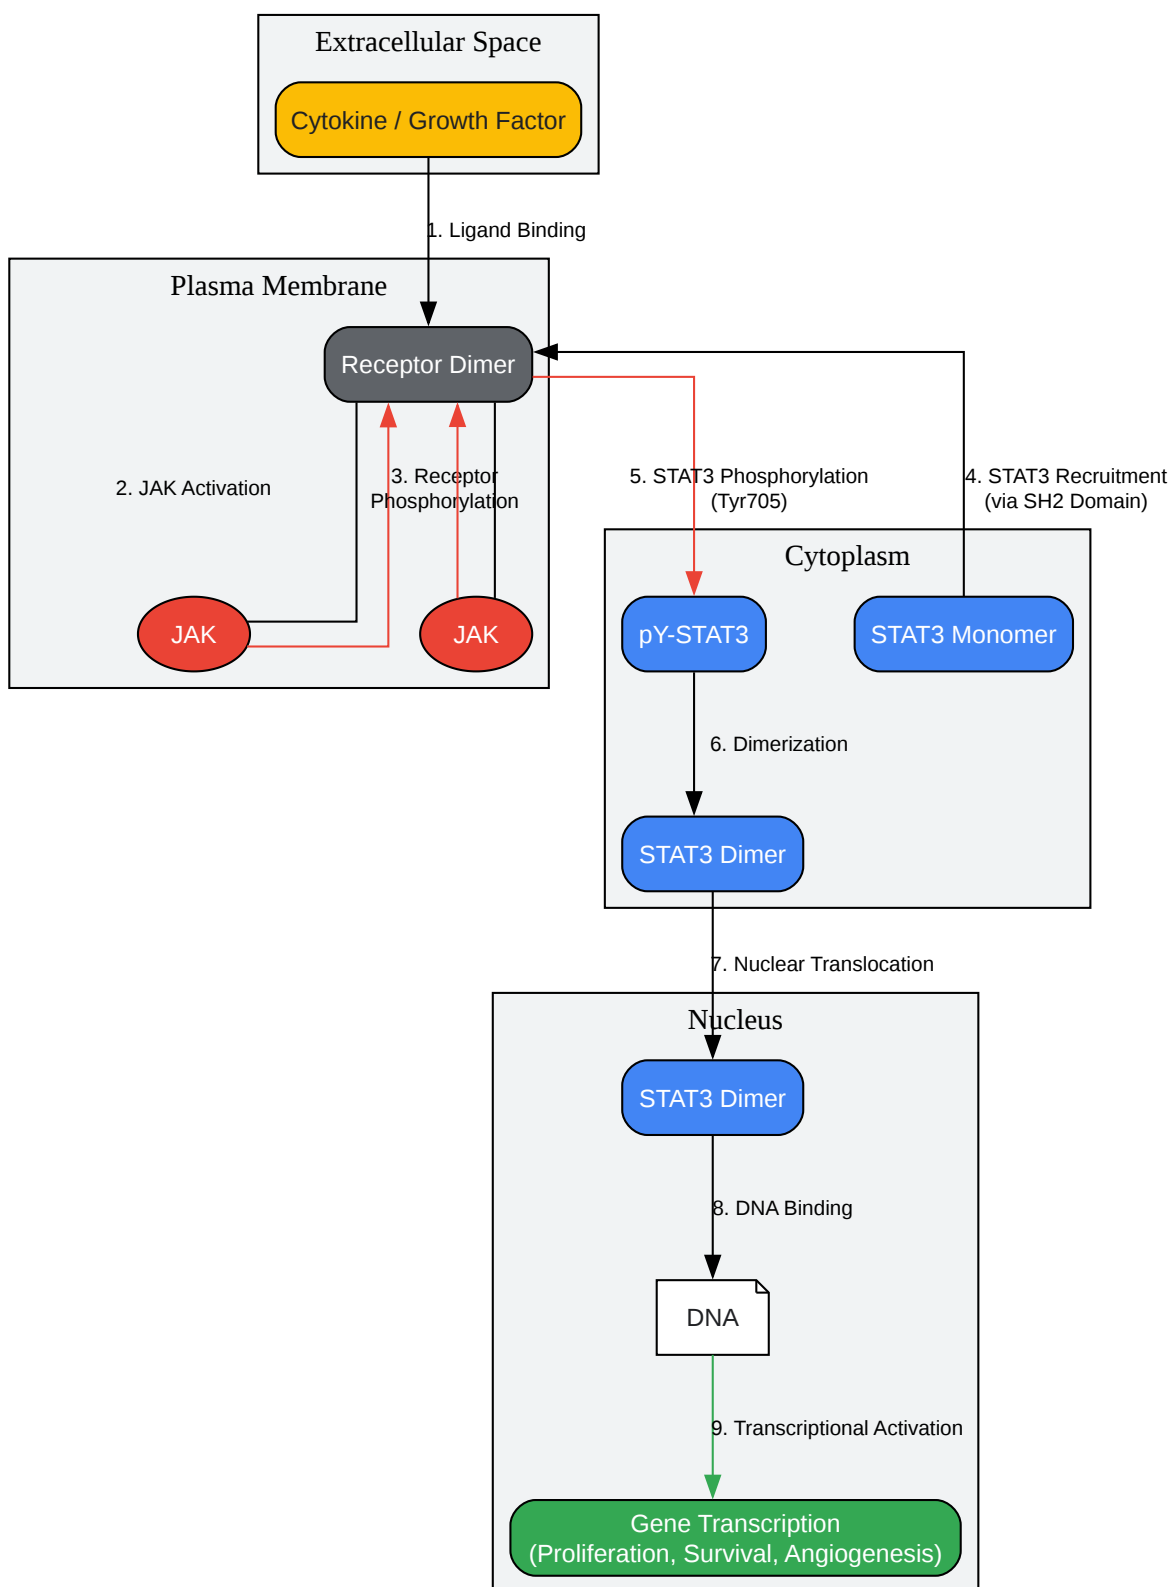 Extracellular Space
Cytokine / Growth Factor
1. Ligand Binding
Plasma Membrane
Receptor Dimer
2. JAK Activation
3. Receptor
Phosphorylation
5. STAT3 Phosphorylation
(Tyr705)
4. STAT3 Recruitment
(via SH2 Domain)
Cytoplasm
JAK
JAK
pY-STAT3
STAT3 Monomer
6. Dimerization
STAT3 Dimer
7. Nuclear Translocation
Nucleus
STAT3 Dimer
8. DNA Binding
DNA
9. Transcriptional Activation
Gene Transcription
(Proliferation, Survival, Angiogenesis)